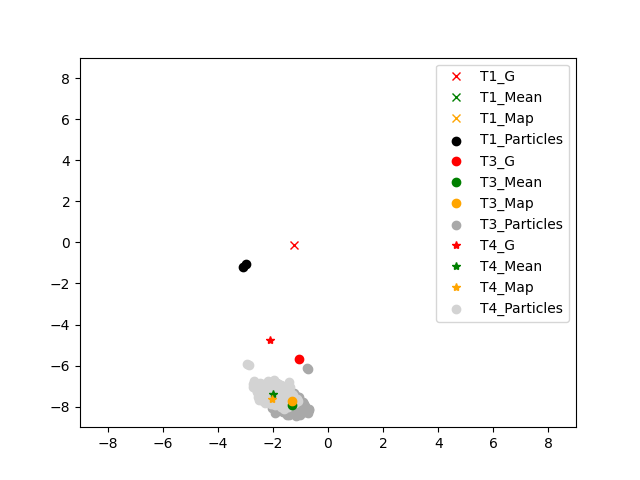 8
6
4
2
0
−2
−4
−6
−8
−8 −6 −4 −2 0 2 4 6 8
T1_G
T1_Mean
T1_Map
T1_Particles
T3_G
T3_Mean
T3_Map
T3_Particles
T4_G
T4_Mean
T4_Map
T4_Particles